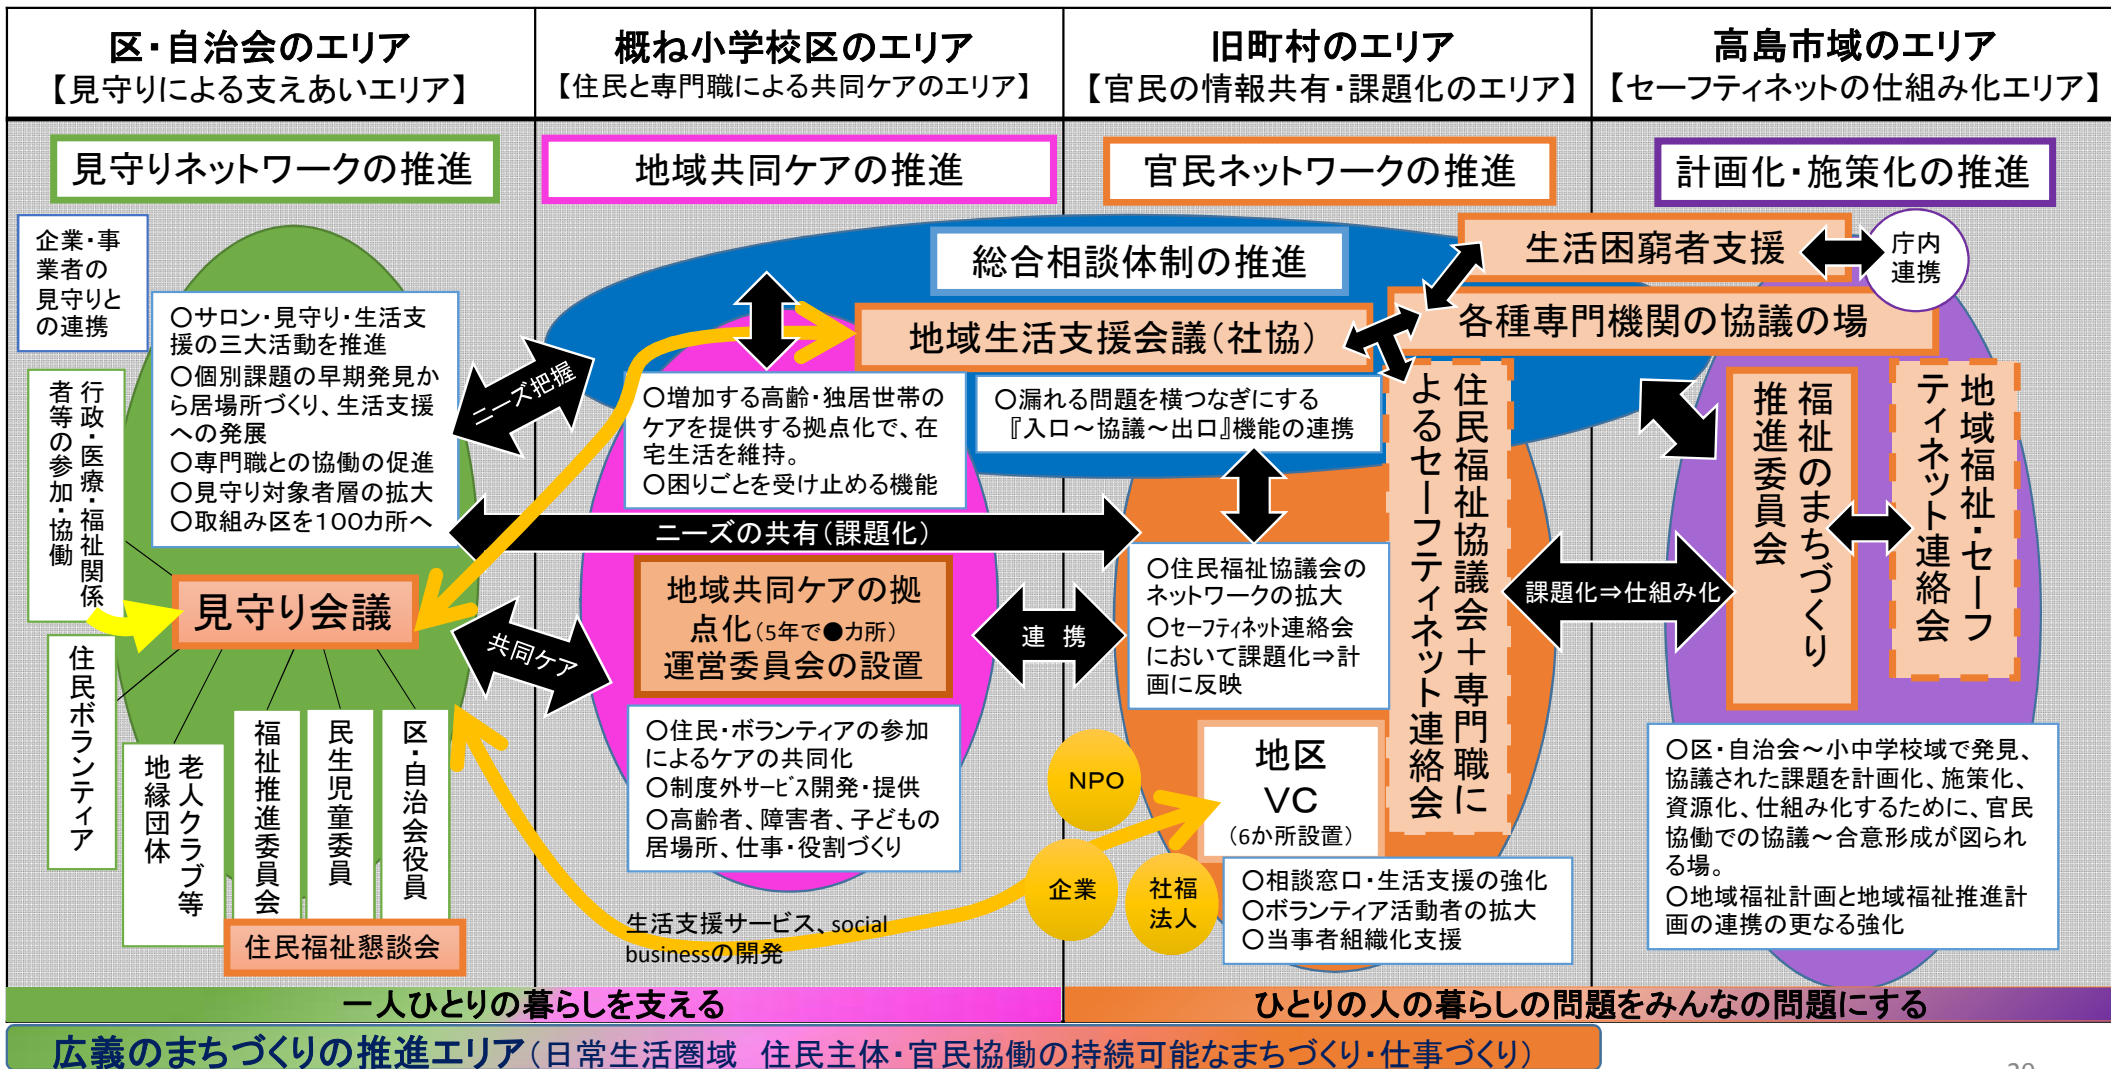 区・自治会のエリア
【見守りによる支えあいエリア】
概ね小学校区のエリア
【住民と専門職による共同ケアのエリア】
旧町村のエリア
【官民の情報共有・課題化のエリア】
高島市域のエリア
【セーフティネットの仕組み化エリア】
見守りネットワークの推進
地域共同ケアの推進
官民ネットワークの推進
計画化・施策化の推進
企業・事
業者の
見守りと
の連携
〇サロン・見守り・生活支
援の三大活動を推進
〇個別課題の早期発見か
ら居場所づくり、生活支援
への発展
〇専門職との協働の促進
〇見守り対象者層の拡大
〇取組み区を100カ所へ
行政・医療・福祉関係
者等の参加・協働
見守り会議
住民ボランティア
老人クラブ等
地縁団体
福祉推進委員会
民生児童委員
区・自治会役員
住民福祉懇談会
ニーズ把握
ニーズの共有(課題化)
共同ケア
総合相談体制の推進
地域生活支援会議(社協)
〇増加する高齢・独居世帯の
ケアを提供する拠点化で、在
宅生活を維持。
〇困りごとを受け止める機能
地域共同ケアの拠
点化(5年で●カ所)
運営委員会の設置
〇住民・ボランティアの参加
によるケアの共同化
〇制度外サービス開発・提供
〇高齢者、障害者、子どもの
居場所、仕事・役割づくり
生活支援サービス、social
businessの開発
〇漏れる問題を横つなぎにする
『入口～協議～出口』機能の連携
連 携
〇住民福祉協議会の
ネットワークの拡大
〇セーフティネット連絡会
において課題化⇒計
画に反映
住民福祉協議会＋専門職に
よるセーフティネット連絡会
NPO
企業
社福
法人
地区
VC
(6か所設置)
〇相談窓口・生活支援の強化
〇ボランティア活動者の拡大
〇当事者組織化支援
生活困窮者支援
庁内
連携
各種専門機関の協議の場
課題化⇒仕組み化
福祉のまちづくり
推進委員会
地域福祉・セーフ
ティネット連絡会
〇区・自治会～小中学校域で発見、
協議された課題を計画化、施策化、
資源化、仕組み化するために、官民
協働での協議～合意形成が図られ
る場。
〇地域福祉計画と地域福祉推進計
画の連携の更なる強化
一人ひとりの暮らしを支える
ひとりの人の暮らしの問題をみんなの問題にする
広義のまちづくりの推進エリア(日常生活圏域 住民主体・官民協働の持続可能なまちづくり・仕事づくり)